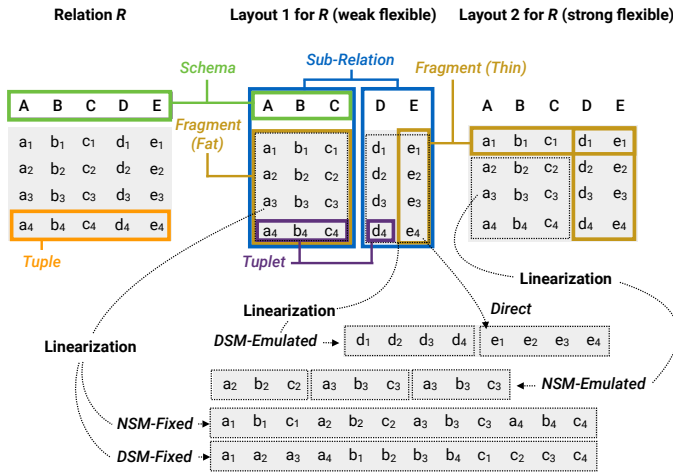 Relation R Layout 1 for R (weak flexible) Layout 2 for R (strong flexible)
Schema Sub-Relation Fragment (Thin)
A B C D E A B C D E A B C D E
Fragment (Fat)
a1 b1 c1 d1 e1 a1 b1 c1 d1 e1 a1 b1 c1 d1 e1
a2 b2 c2 d2 e2 a2 b2 c2 d2 e2 a2 b2 c2 d2 e2
a3 b3 c3 d3 e3 a3 b3 c3 d3 e3 a3 b3 c3 d3 e3
a4 b4 c4 d4 e4 a4 b4 c4 d4 e4 a4 b4 c4 d4 e4
Tuple Tuplet
Linearization
Linearization Direct
Linearization DSM-Emulated d1 d2 d3 d4 e1 e2 e3 e4
a2 b2 c2 a3 b3 c3 a3 b3 c3 NSM-Emulated
NSM-Fixed a1 b1 c1 a2 b2 c2 a3 b3 c3 a4 b4 c4
DSM-Fixed a1 a2 a3 a4 b1 b2 b3 b4 c1 c2 c3 c4